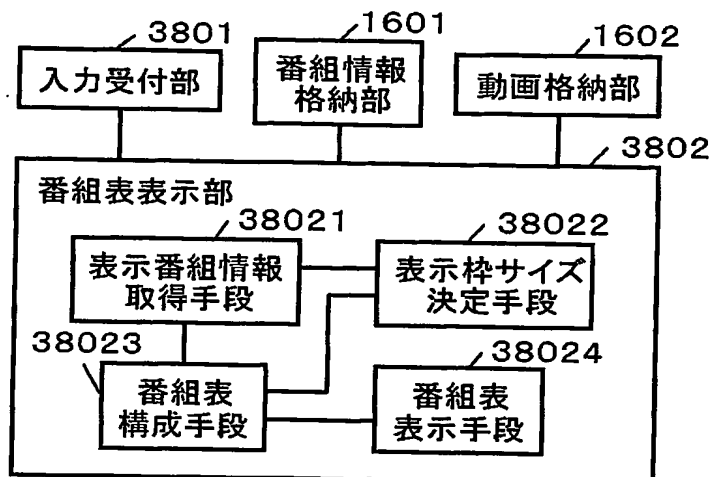 3801
入力受付部
1601
番組情報
格納部
1602
動画格納部
3802
番組表表示部
38021
表示番組情報
取得手段
38022
表示枠サイズ
決定手段
38023
番組表
構成手段
38024
番組表
表示手段